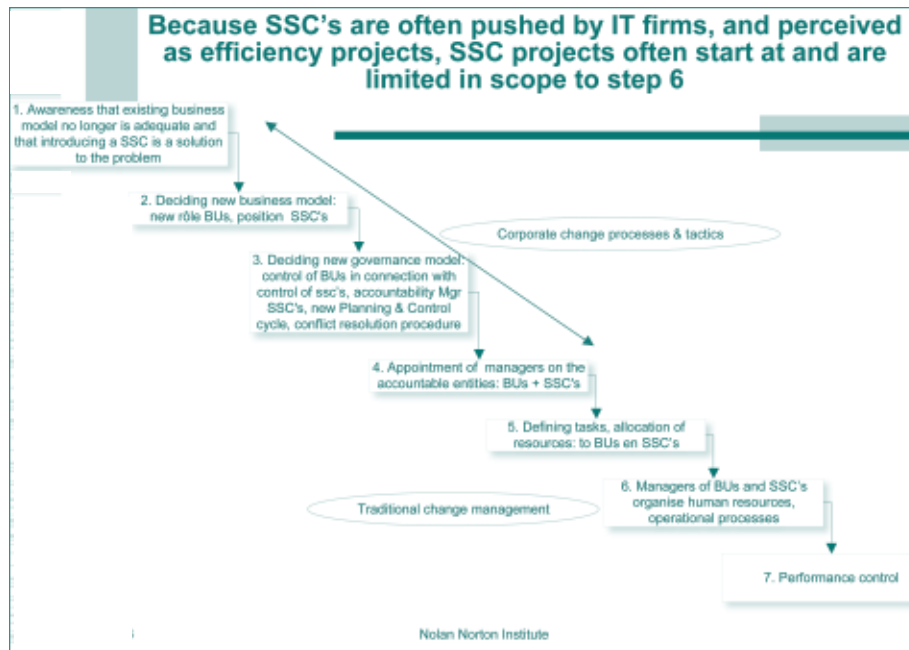 Because SSC's are often pushed by IT firms, and perceived
as efficiency projects, SSC projects often start at and are
limited in scope to step 6
1. Awareness that existing business
model no longer is adequate and
that introducing a SSC is a solution
to the problem
2. Deciding new business model:
new rôle BUs, position SSC's
Corporate change processes & tactics
3. Deciding new governance model:
control of BUs in connection with
control of ssc's, accountability Mgr
SSC's, new Planning & Control
cycle, conflict resolution procedure
4. Appointment of managers on the
accountable entities: BUs + SSC's
5. Defining tasks, allocation of
resources: to BUs en SSC's
6. Managers of BUs and SSC's
organise human resources,
operational processes
Traditional change management
7. Performance control
Nolan Norton Institute